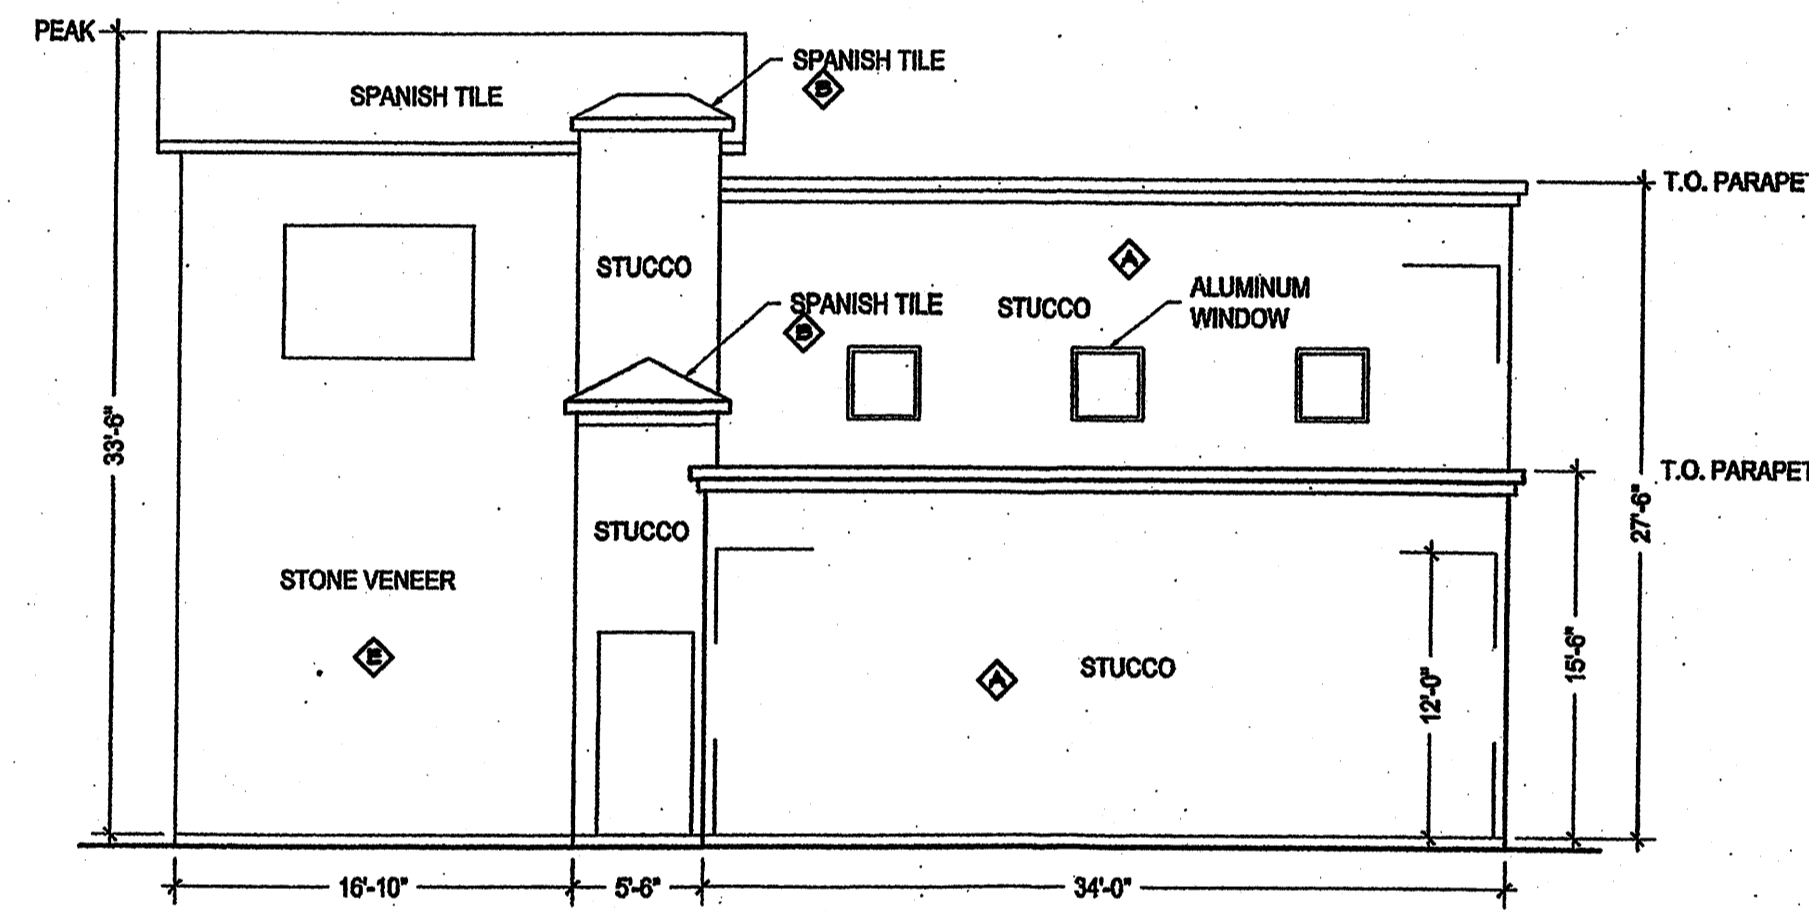 PEAK
SPANISH TILE
SPANISH TILE
B
T.O. PARAPET
STUCCO
A
ALUMINUM
WINDOW
STUCCO
SPANISH TILE
B
33'-6"
T.O. PARAPET
27'-6"
STUCCO
STONE VENEER
E
STUCCO
A
12'-0"
15'-6"
16'-10"
5'-6"
34'-0"